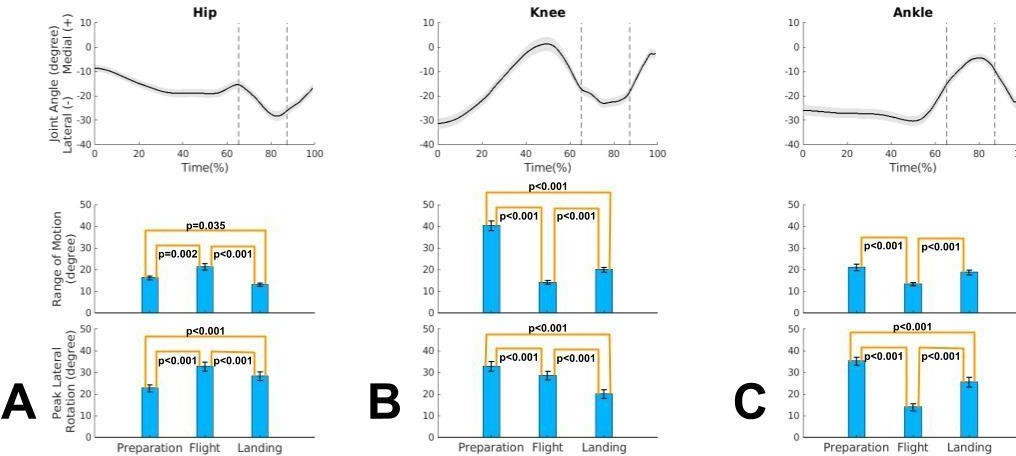 Hip
Knee
Ankle
Joint Angle (degree)
Lateral (-) Medial (+)
10
0
-10
-20
-30
-40
0 20 40 60 80 100
Time(%)
10
0
-10
-20
-30
-40
0 20 40 60 80 100
Time(%)
10
0
-10
-20
-30
-40
0 20 40 60 80
Time(%)
Range of Motion
(degree)
50
40
30
20
10
0
p=0.035
p=0.002
p<0.001
50
40
30
20
10
0
p<0.001
p<0.001
p<0.001
50
40
30
20
10
0
p<0.001
p<0.001
Peak Lateral
Rotation (degree)
50
40
30
20
10
0
p<0.001
p<0.001
p<0.001
Preparation Flight Landing
50
40
30
20
10
0
p<0.001
p<0.001
p<0.001
Preparation Flight Landing
50
40
30
20
10
0
p<0.001
p<0.001
p<0.001
Preparation Flight Landing
A
B
C